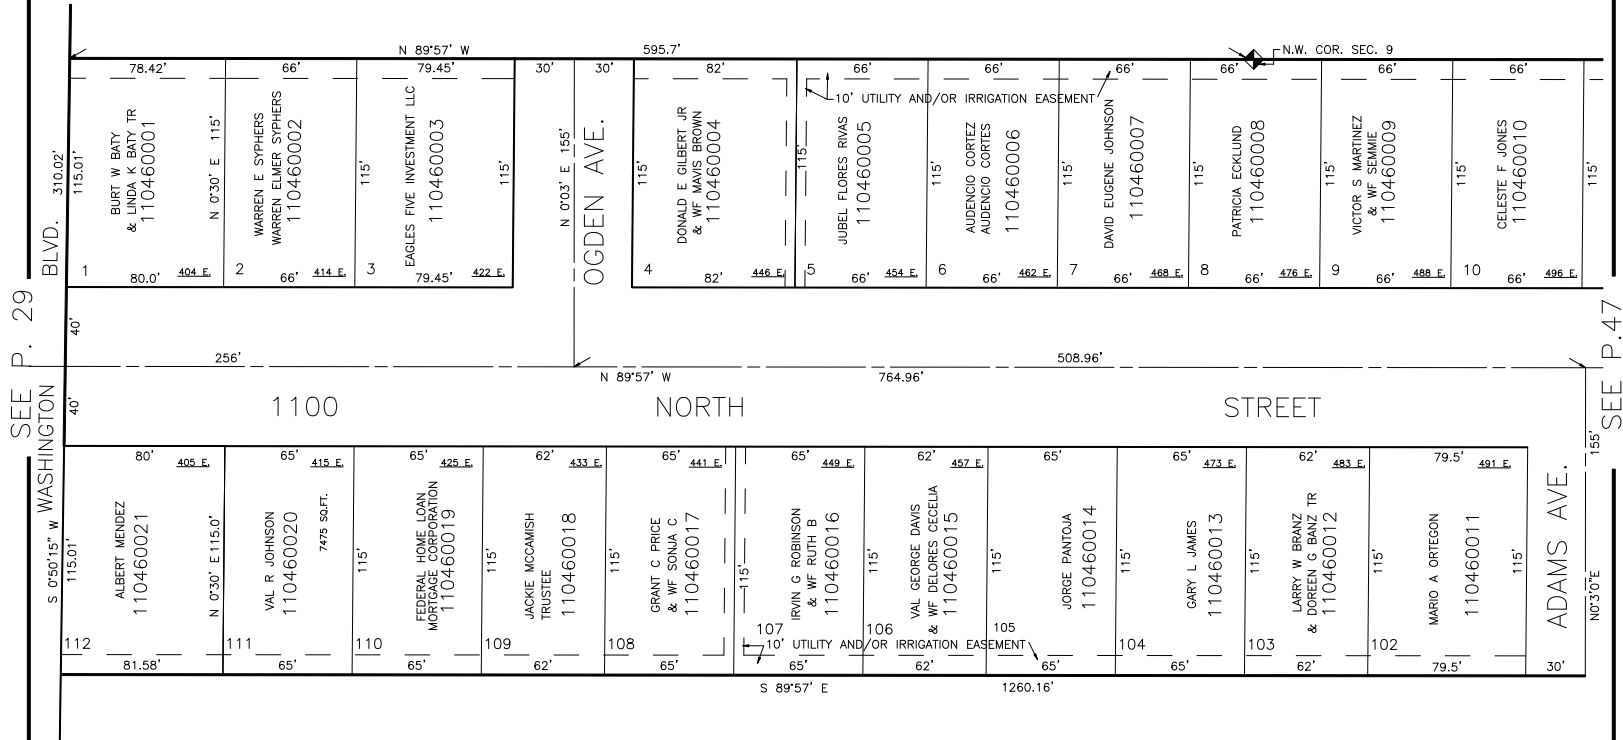 N 89°57' W
595.7'
N.W. COR. SEC. 9
78.42'
66'
79.45'
30'
30'
82'
66'
66'
66'
66'
66'
66'
10' UTILITY AND/OR IRRIGATION EASEMENT
310.02'
115.01'
BURT W BATY
& LINDA K BATY TR
110460001
N 0°30' E 115'
WARREN E SYPHERS
WARREN ELMER SYPHERS
110460002
115'
EAGLES FIVE INVESTMENT LLC
110460003
115'
N 0°03' E 155'
OGDEN AVE.
115'
DONALD E GILBERT JR
& WF MAVIS BROWN
110460004
115'
JUBEL FLORES RIVAS
110460005
115'
AUDENCIO CORTEZ
AUDENCIO CORTES
110460006
115'
DAVID EUGENE JOHNSON
110460007
115'
PATRICIA ECKLUND
110460008
115'
VICTOR S MARTINEZ
& WF SEMMIE
110460009
115'
CELESTE F JONES
110460010
115'
1
80.0'
404 E.
2
66'
414 E.
3
79.45'
422 E.
4
82'
446 E.
5
66'
454 E.
6
66'
462 E.
7
66'
468 E.
8
66'
476 E.
9
66'
488 E.
10
66'
496 E.
SEE P. 29
WASHINGTON BLVD.
40'
256'
508.96'
N 89°57' W
764.96'
40'
1100 NORTH STREET
SEE P.47
80'
405 E.
65'
415 E.
65'
425 E.
62'
433 E.
65'
441 E.
65'
449 E.
62'
457 E.
65'
65'
473 E.
62'
483 E.
79.5'
491 E.
155'
S 0°50'15" W
115.01'
ALBERT MENDEZ
110460021
N 0°30' E 115.0'
VAL R JOHNSON
110460020
7475 SQ.FT.
115'
FEDERAL HOME LOAN
MORTGAGE CORPORATION
110460019
115'
JACKIE MCCAMISH
TRUSTEE
110460018
115'
GRANT C PRICE
& WF SONJA C
110460017
115'
IRVIN G ROBINSON
& WF RUTH B
110460016
115'
VAL GEORGE DAVIS
& WF DELORES CECELIA
110460015
115'
JORGE PANTOJA
110460014
115'
GARY L JAMES
110460013
115'
LARRY W BRANZ
& DOREEN G BANZ TR
110460012
115'
MARIO A ORTEGON
110460011
115'
ADAMS AVE.
N0°3'0"E
112
111
110
109
108
107
106
105
104
103
102
10' UTILITY AND/OR IRRIGATION EASEMENT
81.58'
65'
65'
62'
65'
65'
62'
65'
65'
62'
79.5'
30'
S 89°57' E
1260.16'